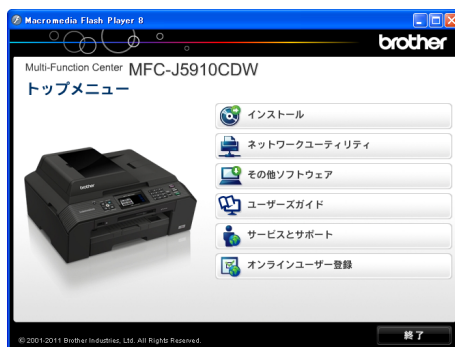 Macromedia Flash Player 8
brother
Multi-Function Center MFC-J5910CDW
トップメニュー
インストール
ネットワークユーティリティ
その他ソフトウェア
ユーザーズガイド
サービスとサポート
オンラインユーザー登録
brother
© 2001-2011 Brother Industries, Ltd. All Rights Reserved.
終了